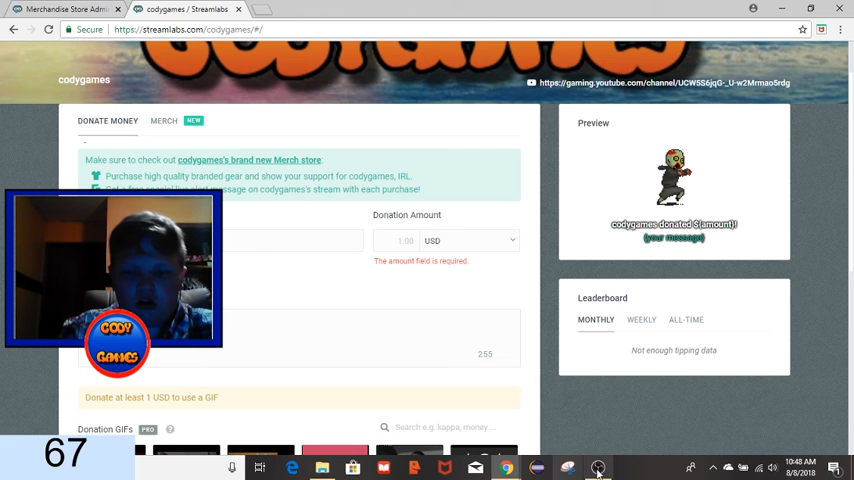 Merchandise Store Admi
codygames / Streamlabs
Secure
https://streamlabs.com/codygames/#/
codygames
https://gaming.youtube.com/channel/UCW5S6jqG-_U-w2Mrmao5rdg
DONATE MONEY
MERCH
NEW
Preview
Make sure to check out codygames's brand new Merch store:
Purchase high quality branded gear and show your support for codygames, IRL.
Get a free special live alert message on codygames's stream with each purchase!
Donation Amount
1.00
USD
The amount field is required.
codygames donated ${amount}!
(your message)
Leaderboard
MONTHLY
WEEKLY
ALL-TIME
Not enough tipping data
CODY
GAMES
255
Donate at least 1 USD to use a GIF
Donation GIFs
PRO
Search e.g. kappa, money ...
67
10:48 AM
8/8/2018